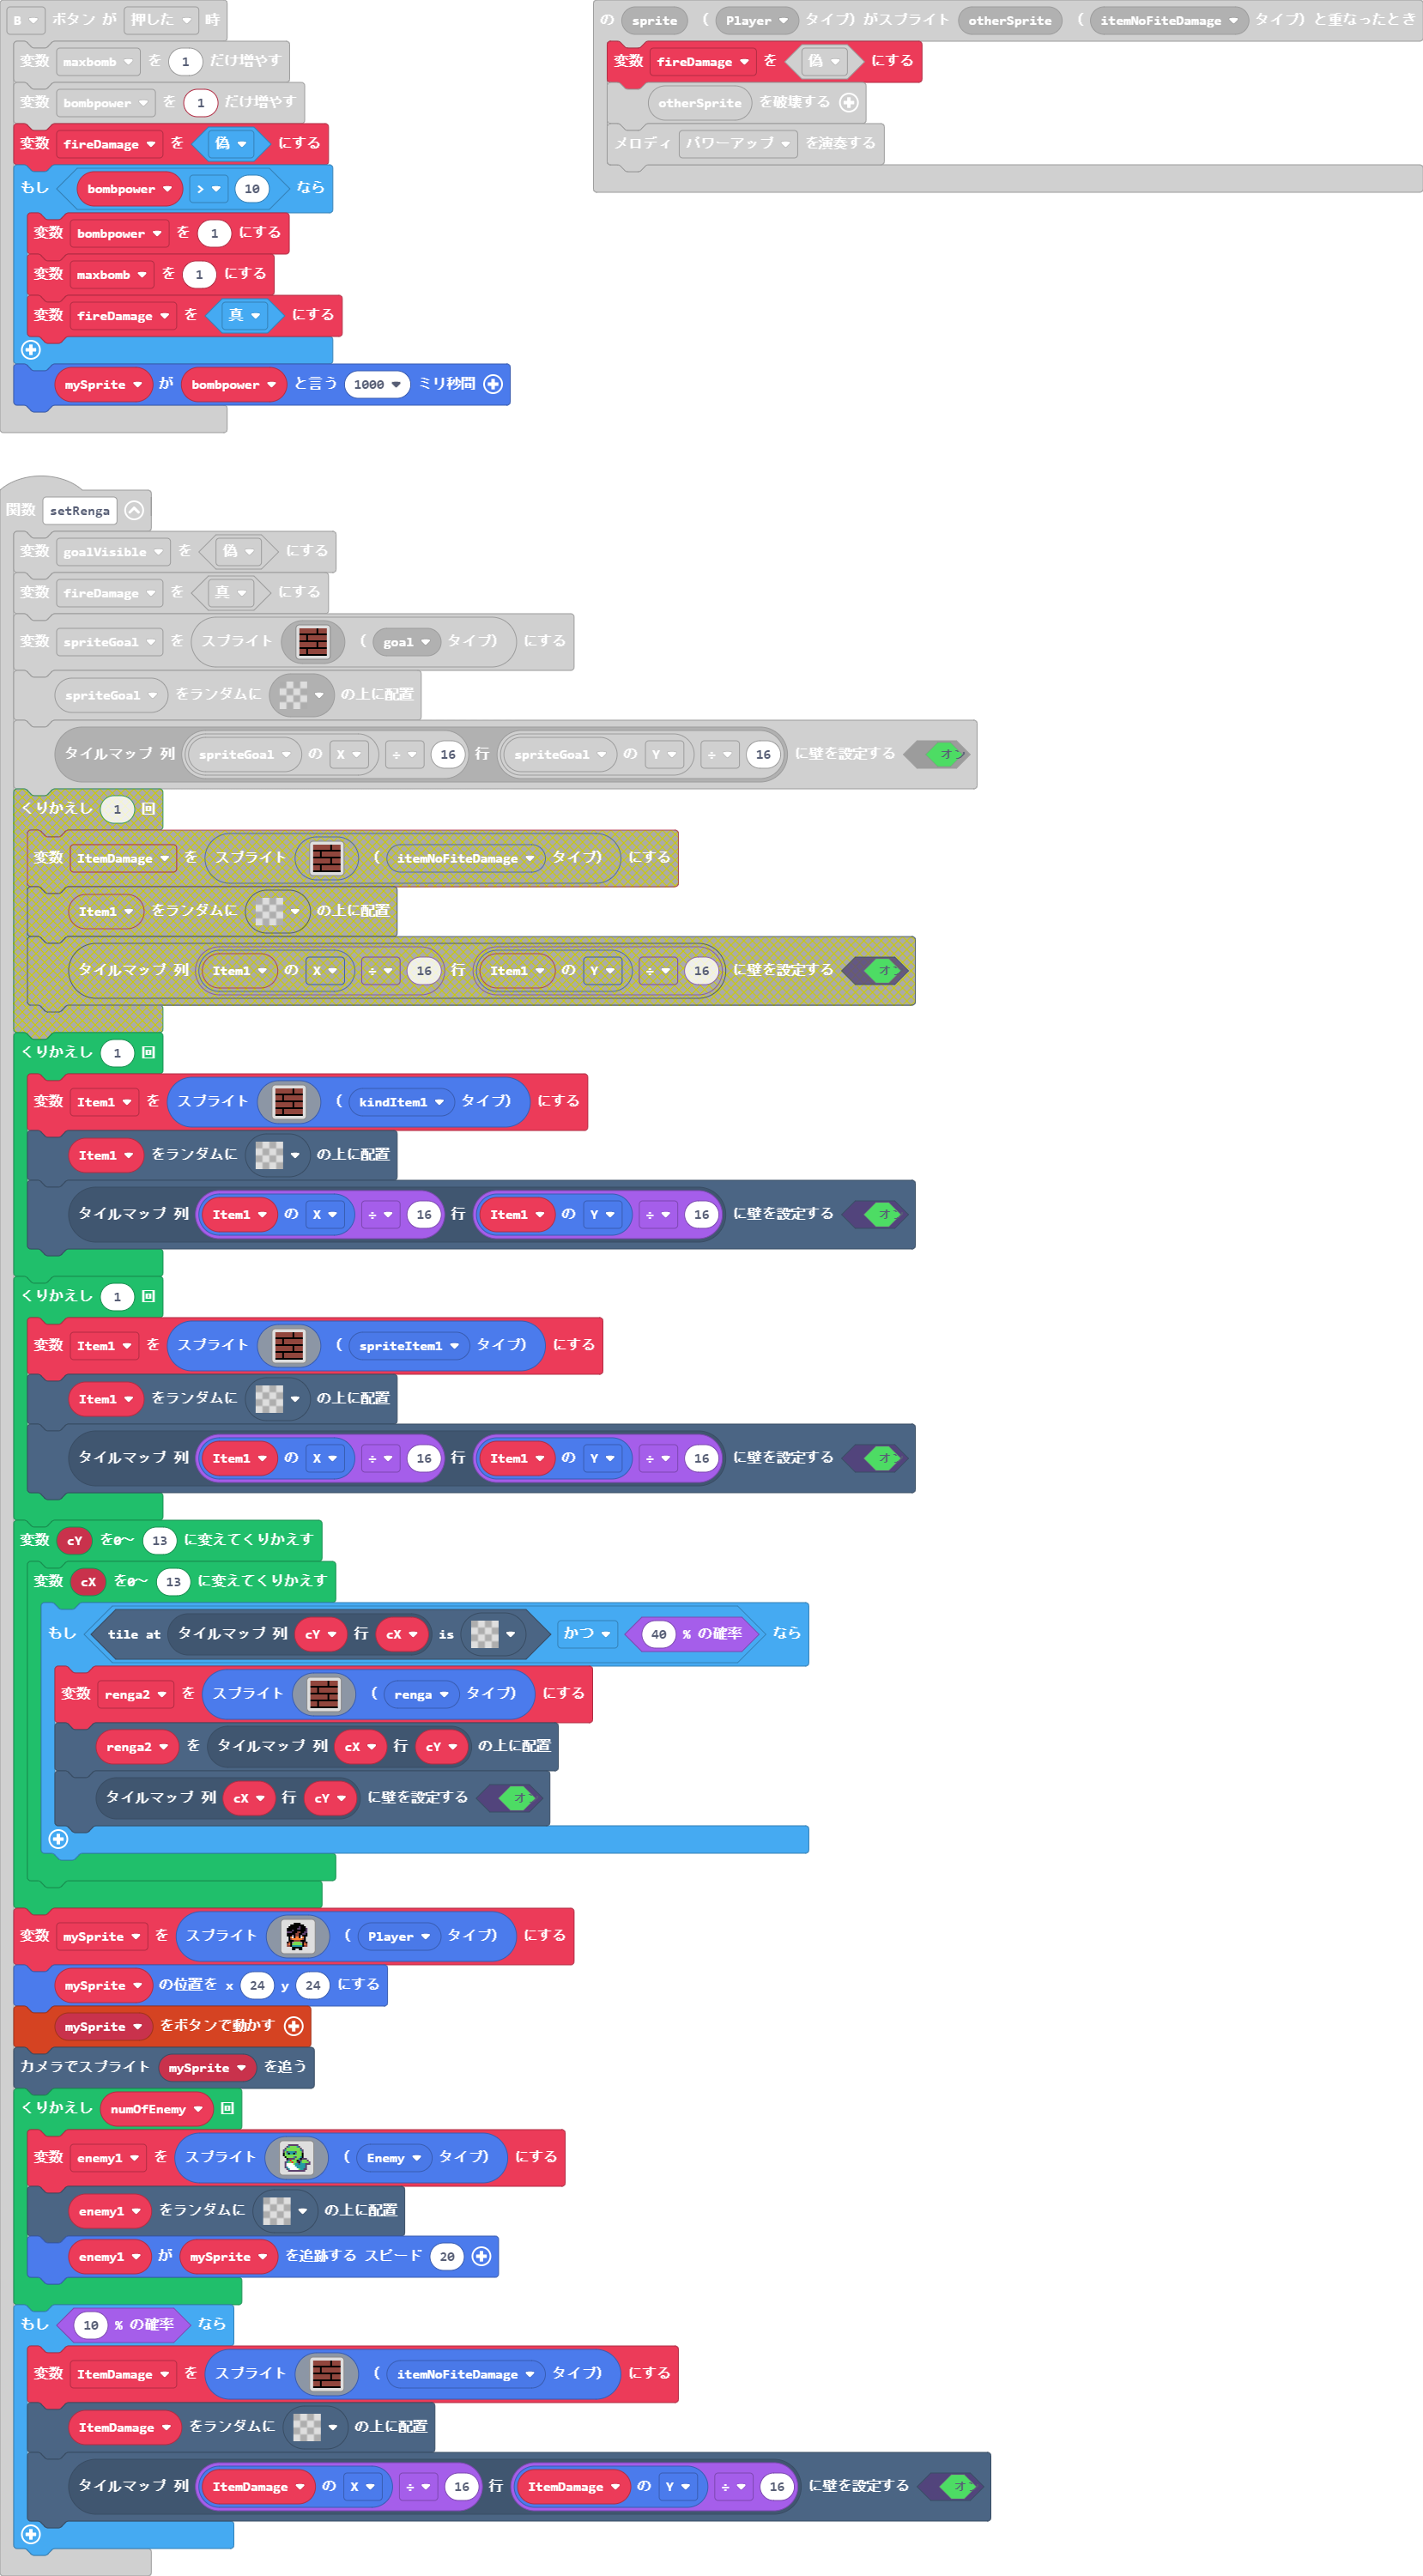 B ボタン が 押した 時
変数 maxbomb を 1 だけ増やす
変数 bombpower を 1 だけ増やす
変数 fireDamage を 偽 にする
もし bombpower > 10 なら
変数 bombpower を 1 にする
変数 maxbomb を 1 にする
変数 fireDamage を 真 にする
mySprite が bombpower と言う 1000 ミリ秒間
の sprite ( Player タイプ) がスプライト otherSprite ( itemNoFiteDamage タイプ) と重なったとき
変数 fireDamage を 偽 にする
otherSprite を破壊する
メロディ パワーアップ を演奏する
関数 setRenga
変数 goalVisible を 偽 にする
変数 fireDamage を 真 にする
変数 spriteGoal を スプライト ( goal タイプ) にする
spriteGoal をランダムに の上に配置
タイルマップ 列 spriteGoal の X ÷ 16 行 spriteGoal の Y ÷ 16 に壁を設定する オン
くりかえし 1 回
変数 ItemDamage を スプライト ( itemNoFiteDamage タイプ) にする
Item1 をランダムに の上に配置
タイルマップ 列 Item1 の X ÷ 16 行 Item1 の Y ÷ 16 に壁を設定する オ
くりかえし 1 回
変数 Item1 を スプライト ( kindItem1 タイプ) にする
Item1 をランダムに の上に配置
タイルマップ 列 Item1 の X ÷ 16 行 Item1 の Y ÷ 16 に壁を設定する オ
くりかえし 1 回
変数 Item1 を スプライト ( spriteItem1 タイプ) にする
Item1 をランダムに の上に配置
タイルマップ 列 Item1 の X ÷ 16 行 Item1 の Y ÷ 16 に壁を設定する オ
変数 cY を0〜 13 に変えてくりかえす
変数 cX を0〜 13 に変えてくりかえす
もし tile at タイルマップ 列 cY 行 cX is かつ 40 % の確率 なら
変数 renga2 を スプライト ( renga タイプ) にする
renga2 を タイルマップ 列 cX 行 cY の上に配置
タイルマップ 列 cX 行 cY に壁を設定する オ
変数 mySprite を スプライト ( Player タイプ) にする
mySprite の位置を x 24 y 24 にする
mySprite をボタンで動かす
カメラでスプライト mySprite を追う
くりかえし numOfEnemy 回
変数 enemy1 を スプライト ( Enemy タイプ) にする
enemy1 をランダムに の上に配置
enemy1 が mySprite を追跡する スピード 20
もし 10 % の確率 なら
変数 ItemDamage を スプライト ( itemNoFiteDamage タイプ) にする
ItemDamage をランダムに の上に配置
タイルマップ 列 ItemDamage の X ÷ 16 行 ItemDamage の Y ÷ 16 に壁を設定する オ